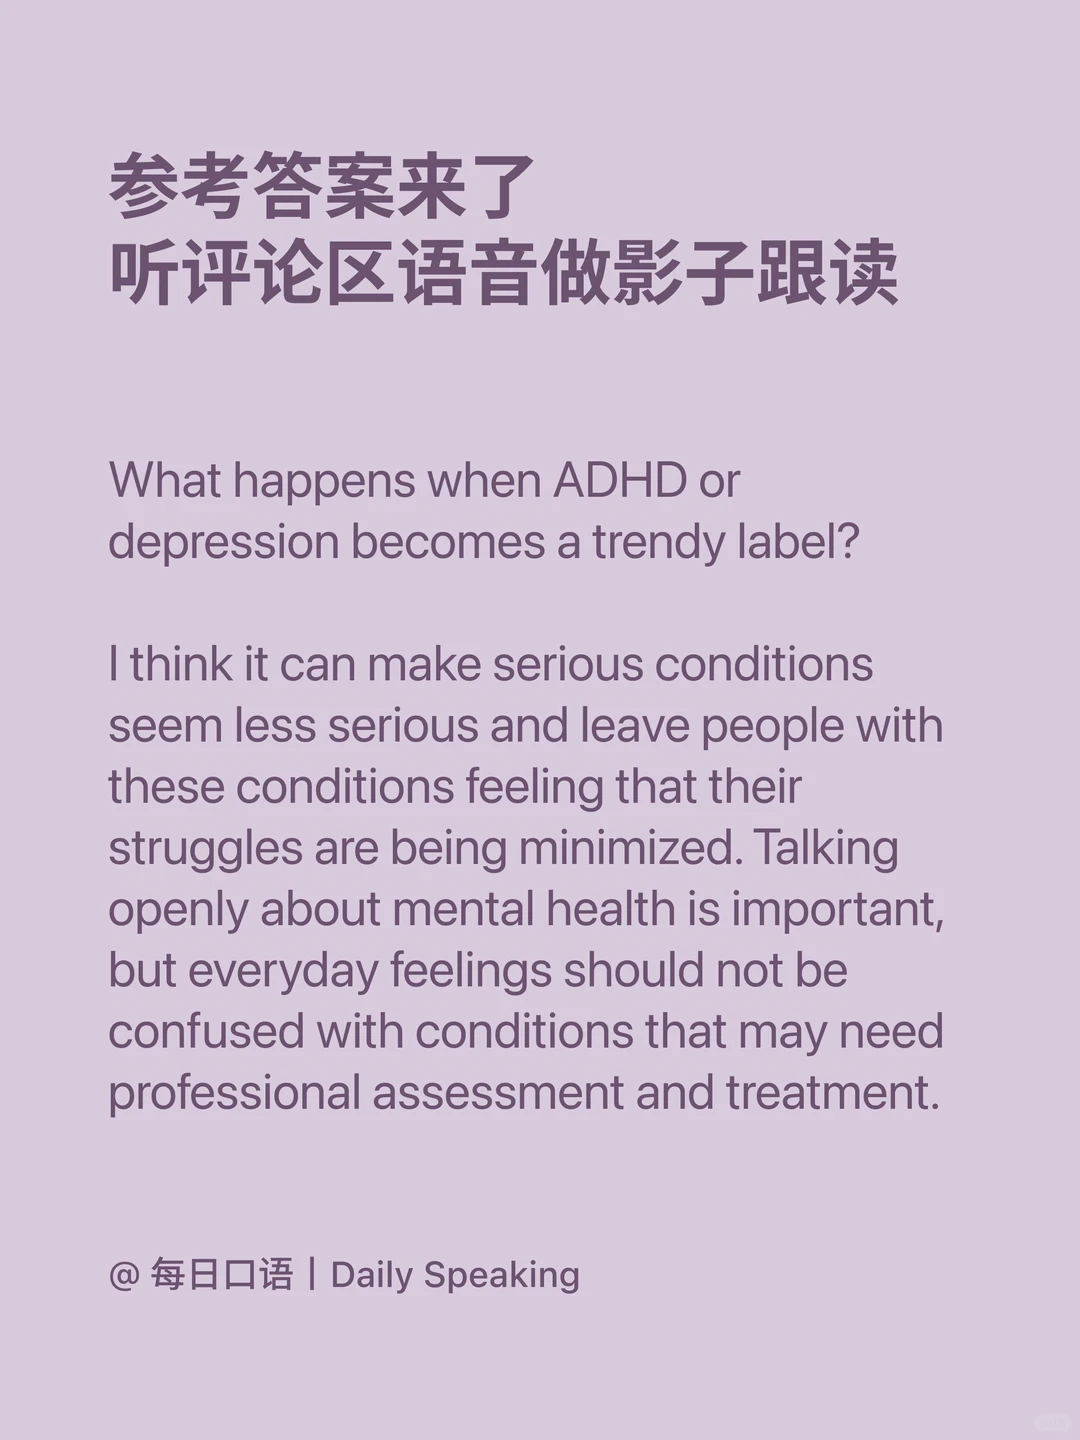 参考答案来了
听评论区语音做影子跟读
What happens when ADHD or
depression becomes a trendy label?
I think it can make serious conditions
seem less serious and leave people with
these conditions feeling that their
struggles are being minimized. Talking
openly about mental health is important,
but everyday feelings should not be
confused with conditions that may need
professional assessment and treatment.
@ 每日口语丨Daily Speaking